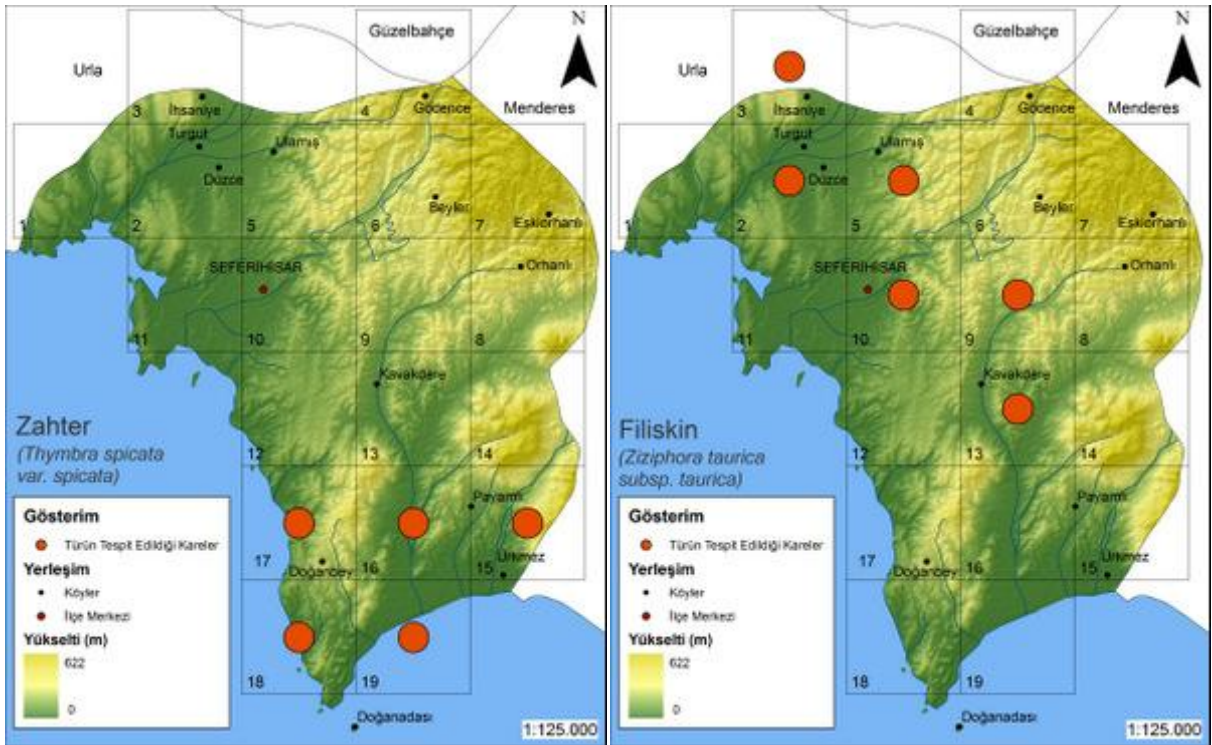 Güzelbahçe
N
Urla
3
4
Menderes
İhsaniye
Gödence
Turgut
Ulamış
Düzce
Beyler
Eskiorhanlı
1
2
5
6
7
SEFERİHİSAR
Orhanlı
11
10
9
8
Kavakdere
Zahter
(Thymbra spicata
var. spicata)
12
13
14
Payamlı
Gösterim
Türün Tespit Edildiği Kareler
Yerleşim
Köyler
İlçe Merkezi
Yükselti (m)
622
0
17
Doğanbey
16
15
Ürkmez
18
19
Doğanadası
1:125.000
Güzelbahçe
N
Urla
3
4
Menderes
İhsaniye
Gödence
Turgut
Ulamış
Düzce
Beyler
Eskiorhanlı
1
2
5
6
7
SEFERİHİSAR
Orhanlı
11
10
9
8
Kavakdere
Filiskin
(Ziziphora taurica
subsp. taurica)
12
13
14
Payamlı
Gösterim
Türün Tespit Edildiği Kareler
Yerleşim
Köyler
İlçe Merkezi
Yükselti (m)
622
0
17
Doğanbey
16
15
Ürkmez
18
19
Doğanadası
1:125.000